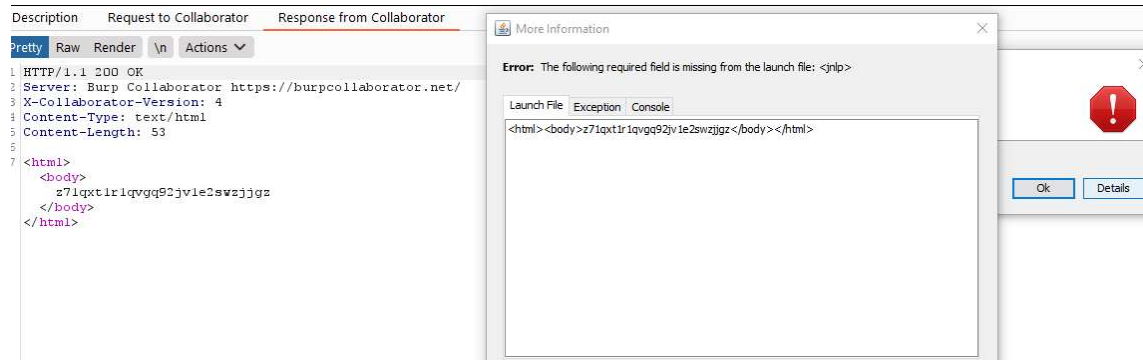 Description Request to Collaborator Response from Collaborator
Pretty Raw Render \n Actions
1 HTTP/1.1 200 OK
2 Server: Burp Collaborator https://burpcollaborator.net/
3 X-Collaborator-Version: 4
4 Content-Type: text/html
5 Content-Length: 53
6
7 <html>
<body>
z71qxt1r1qvgq92jv1e2swzjjgz
</body>
</html>
More Information
Error: The following required field is missing from the launch file: <jnlp>
Launch File Exception Console
<html><body>z71qxt1r1qvgq92jv1e2swzjjgz</body></html>
Ok Details